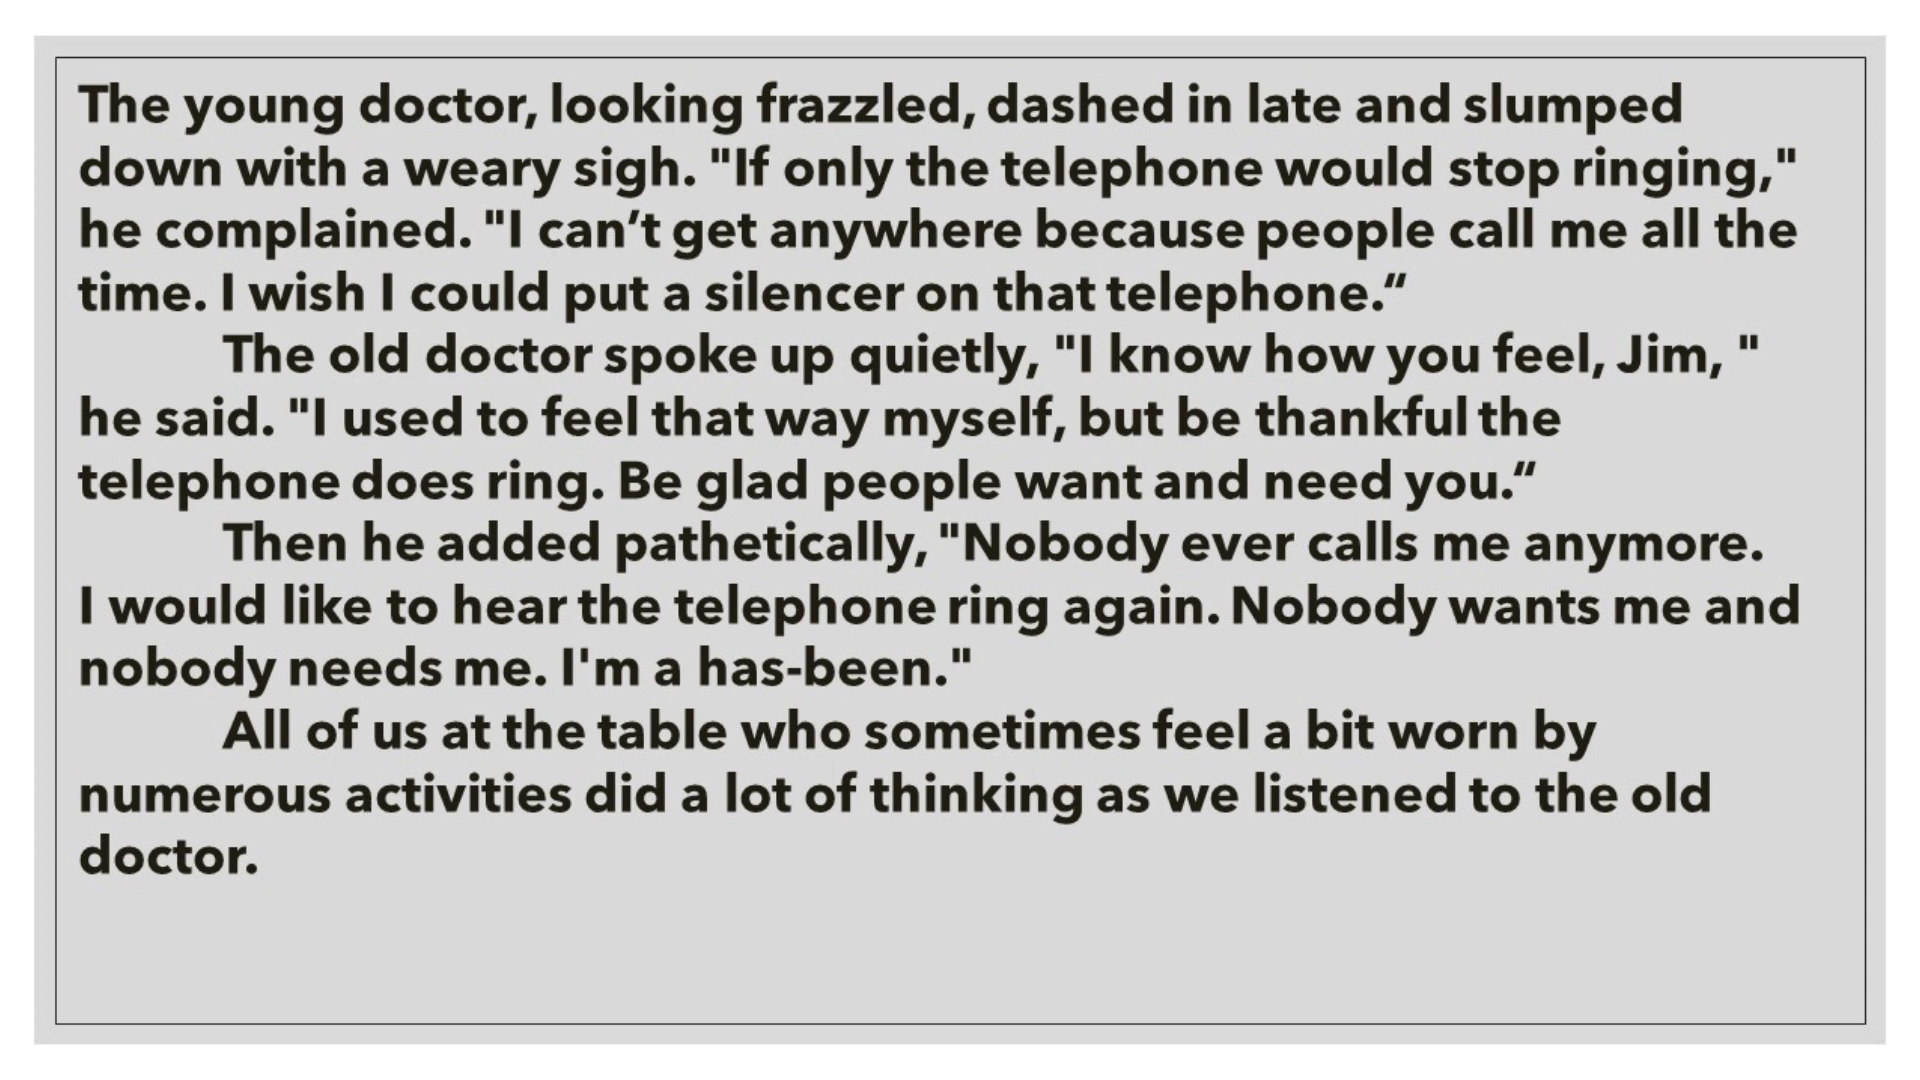 The young doctor, looking frazzled, dashed in late and slumped
down with a weary sigh. "If only the telephone would stop ringing,"
he complained. "I can’t get anywhere because people call me all the
time. I wish I could put a silencer on that telephone.“
The old doctor spoke up quietly, "I know how you feel, Jim, "
he said. "I used to feel that way myself, but be thankful the
telephone does ring. Be glad people want and need you.“
Then he added pathetically, "Nobody ever calls me anymore.
I would like to hear the telephone ring again. Nobody wants me and
nobody needs me. I'm a has-been."
All of us at the table who sometimes feel a bit worn by
numerous activities did a lot of thinking as we listened to the old
doctor.